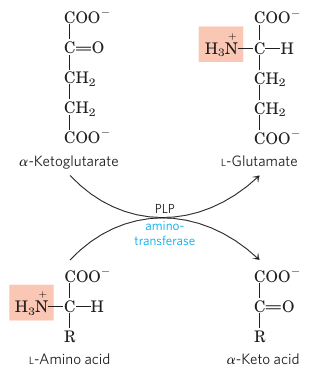 COO⁻
C=O
CH₂
CH₂
COO⁻
α-Ketoglutarate
COO⁻
H₃N⁺–C–H
CH₂
CH₂
COO⁻
L-Glutamate
PLP
amino-
transferase
COO⁻
H₃N⁺–C–H
R
L-Amino acid
COO⁻
C=O
R
α-Keto acid